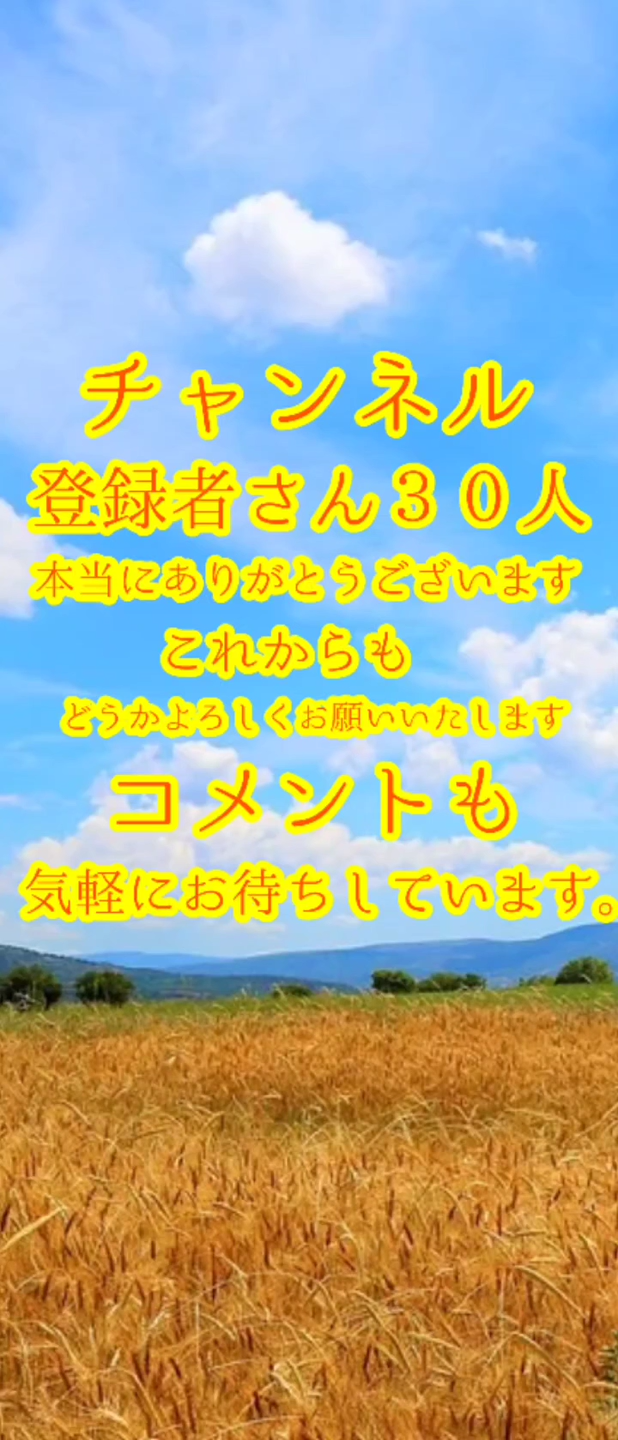 チャンネル
登録者さん３０人
本当にありがとうございます
これからも
どうかよろしくお願いいたします
コメントも
気軽にお待ちしています。